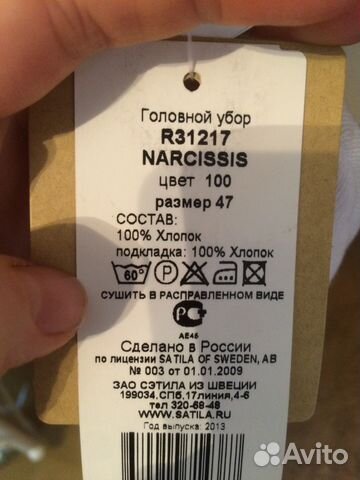 Головной убор
R31217
NARCISSIS
цвет 100
размер 47
СОСТАВ:
100% Хлопок
подкладка: 100% Хлопок
60° P
СУШИТЬ В РАСПРАВЛЕННОМ ВИДЕ
РС
АЕ45
Сделано в России
по лицензии SATILA OF SWEDEN, AB
№ 003 от 01.01.2009
ЗАО СЭТИЛА ИЗ ШВЕЦИИ
199034,СПб,17линия,4-6
тел 320-68-48
WWW.SATILA.RU
Год выпуска: 2013
Avito